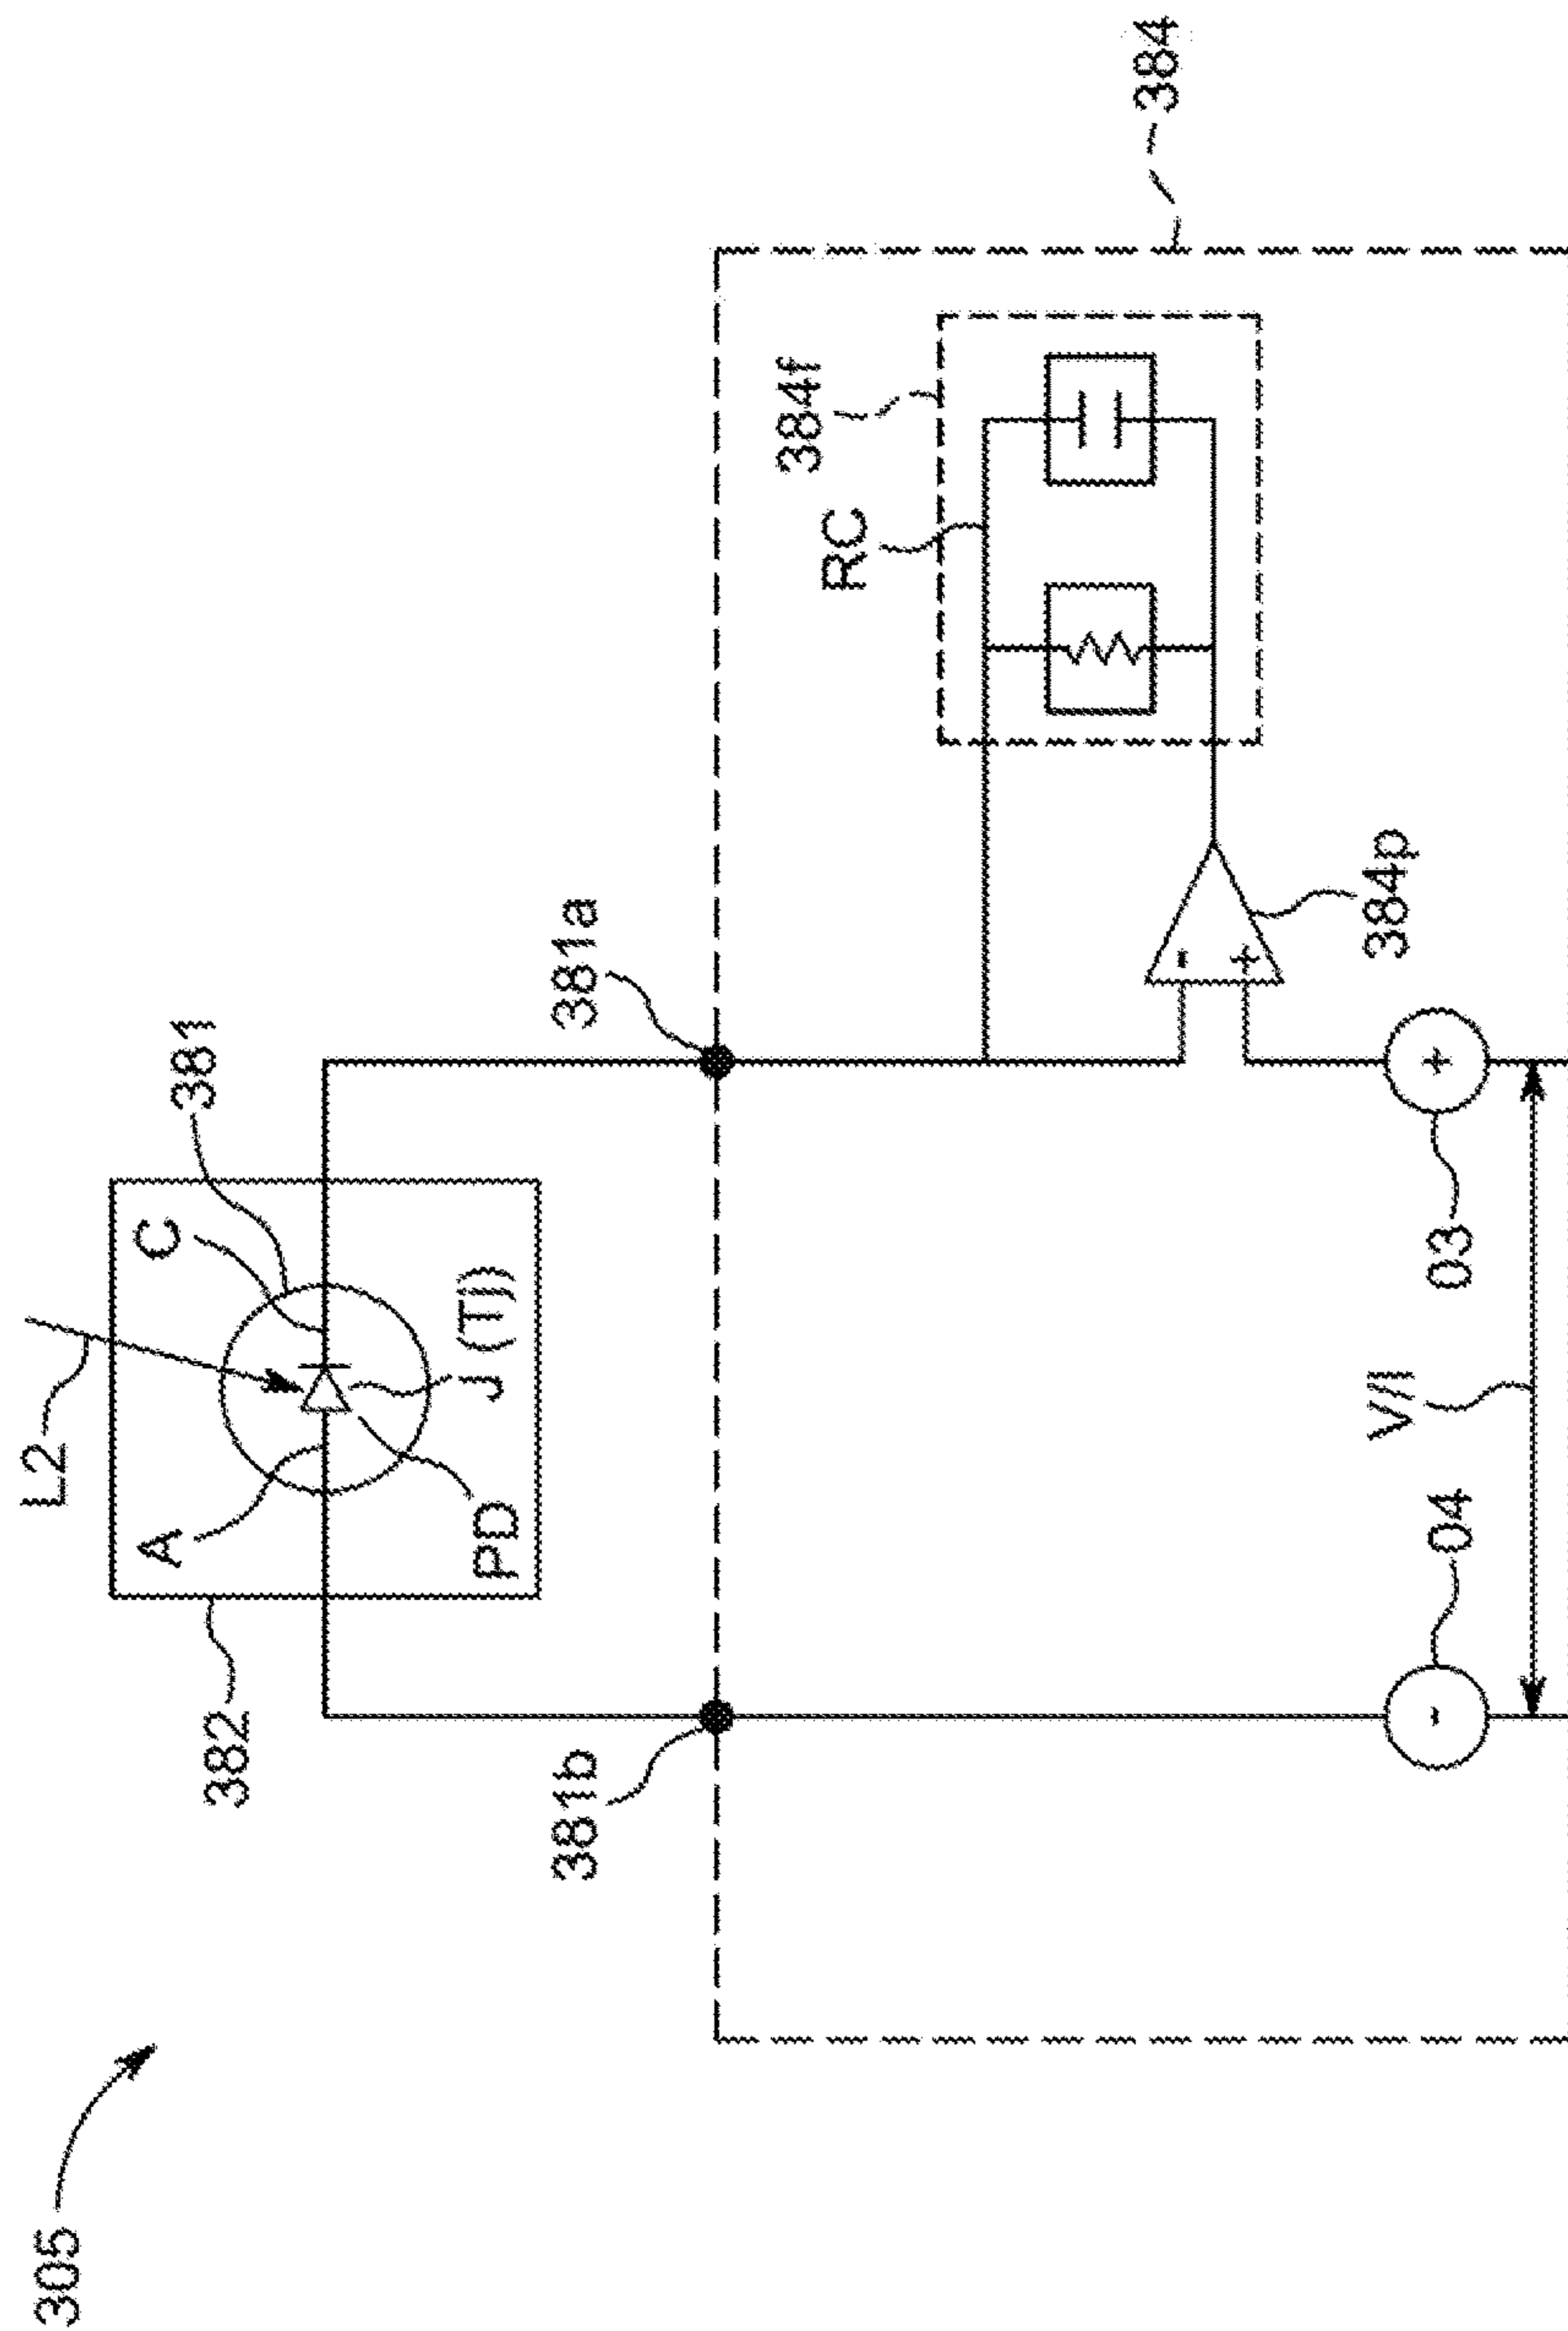 305
L2
382
A
C
381
PD
J (Tj)
381b
381a
384
RC
384f
-
+
384p
-
+
04
03
V/I